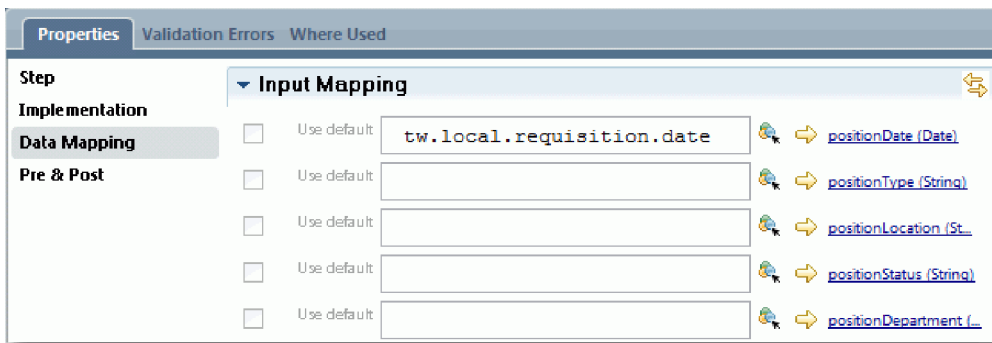 Properties Validation Errors Where Used
Step
Implementation
Data Mapping
Pre & Post
Input Mapping
Use default tw.local.requisition.date positionDate (Date)
Use default positionType (String)
Use default positionLocation (St...
Use default positionStatus (String)
Use default positionDepartment (...